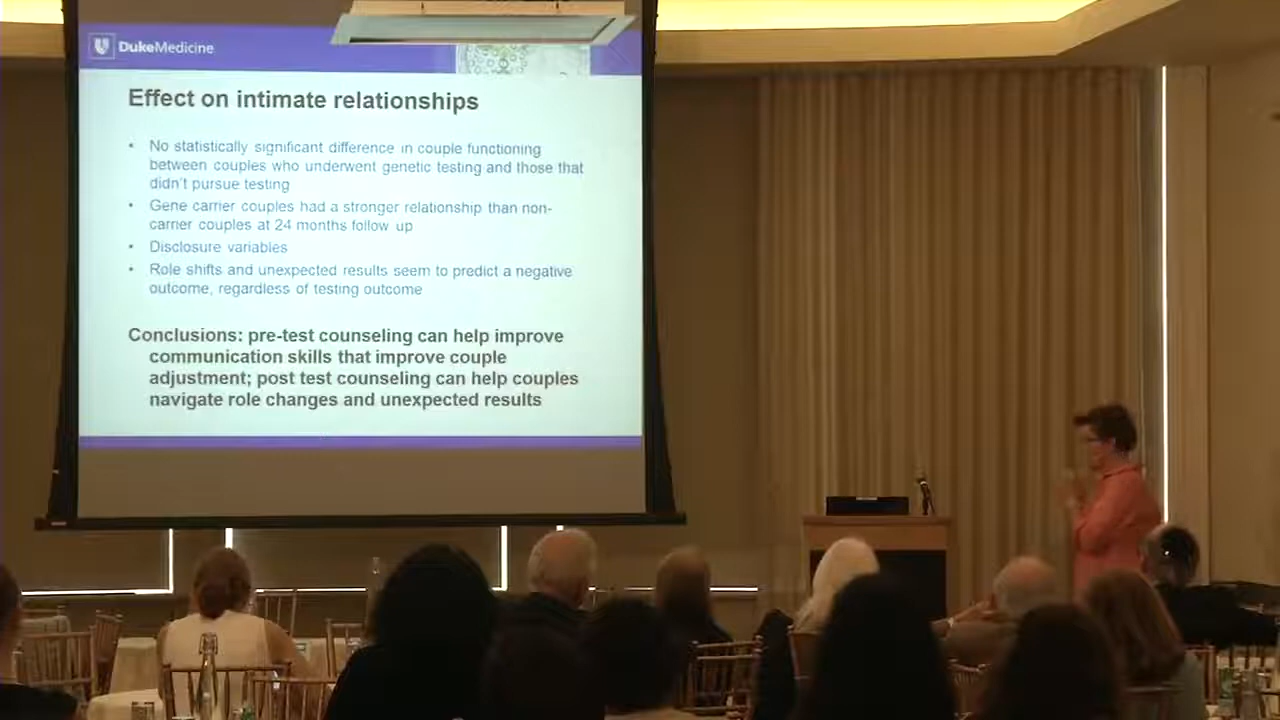 DukeMedicine
Effect on intimate relationships
• No statistically significant difference in couple functioning
between couples who underwent genetic testing and those that
didn't pursue testing
• Gene carrier couples had a stronger relationship than non-
carrier couples at 24 months follow up
• Disclosure variables
• Role shifts and unexpected results seem to predict a negative
outcome, regardless of testing outcome
Conclusions: pre-test counseling can help improve
communication skills that improve couple
adjustment; post test counseling can help couples
navigate role changes and unexpected results